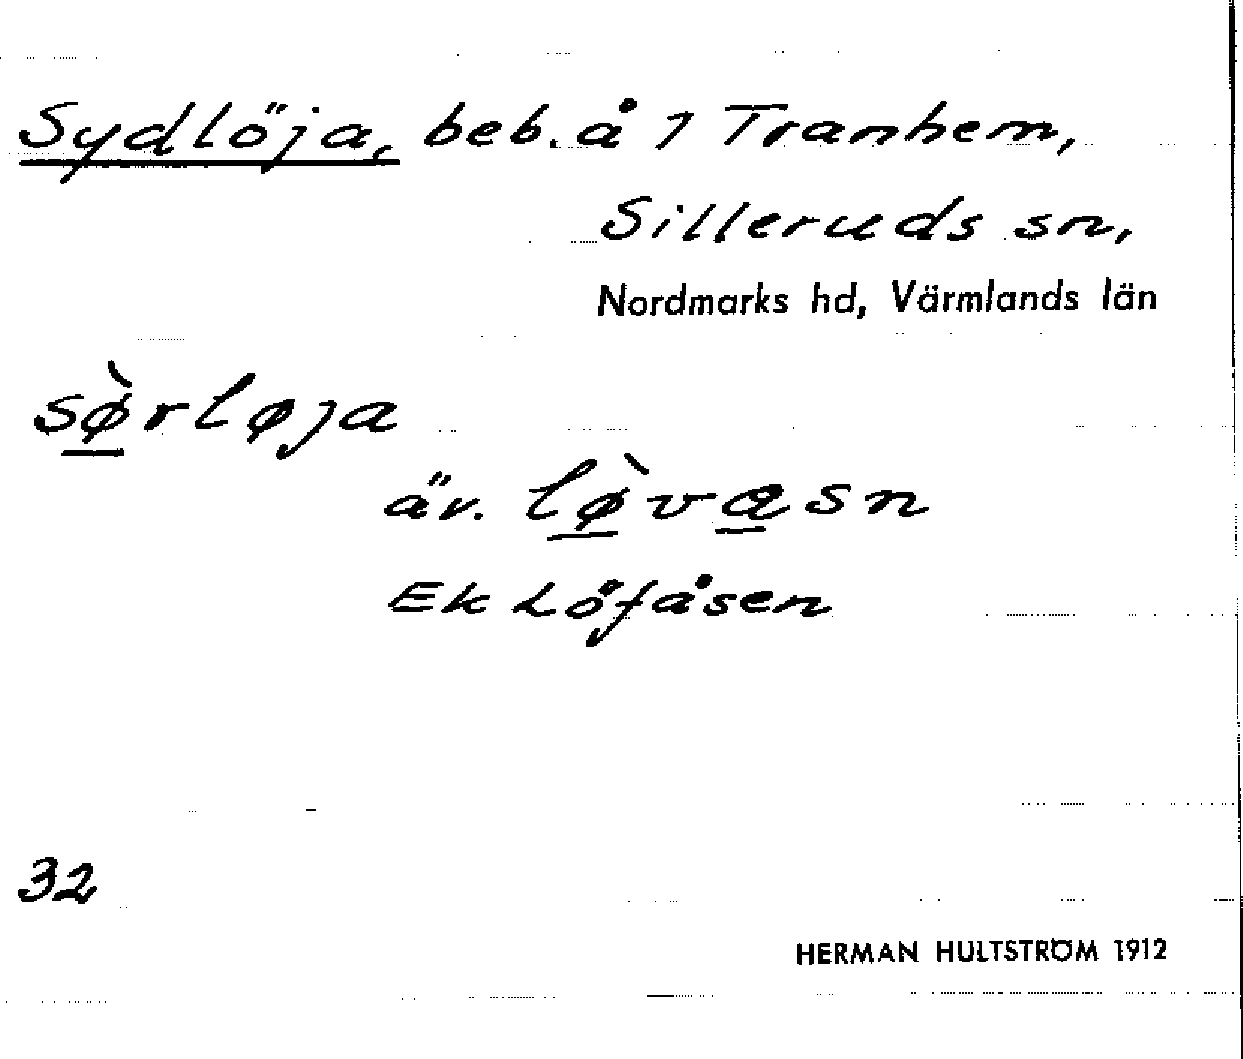 Sydlöja, beb. å 1 Tranhem,
Silleruds sn,
Nordmarks hd, Värmlands län
sø̀rløja
äv. lø̀vasn
Ek Löfåsen
32
HERMAN HULTSTRÖM 1912